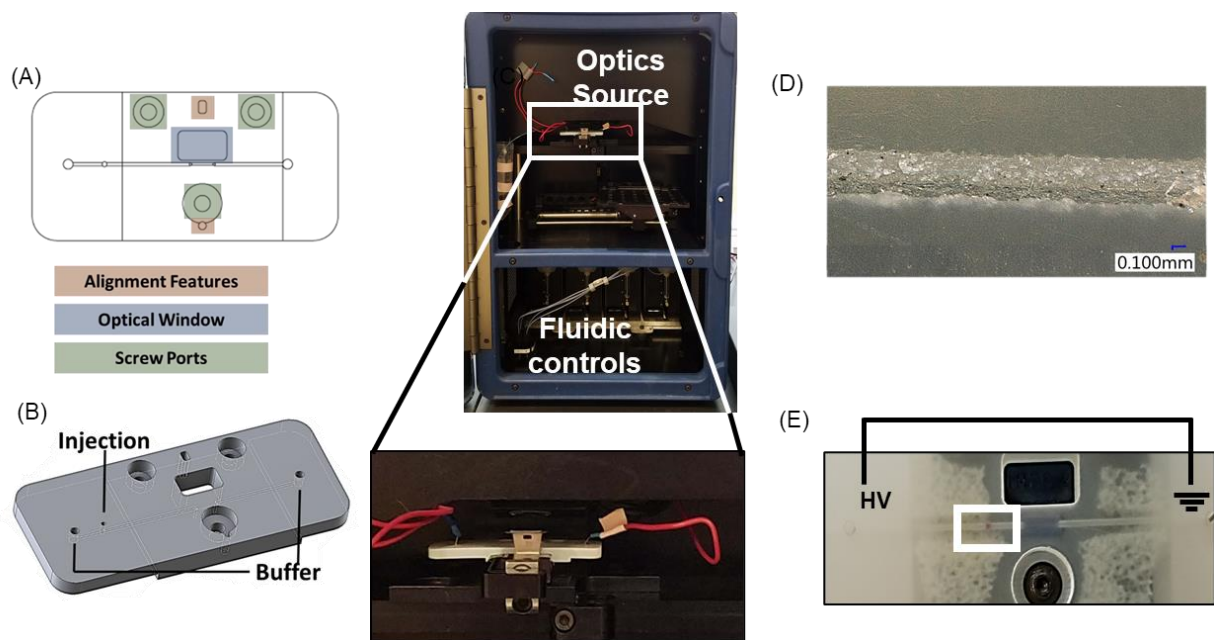 (A)
Alignment Features
Optical Window
Screw Ports
(B)
Injection
Buffer
(C)
Optics
Source
Fluidic
controls
(D)
0.100mm
(E)
HV